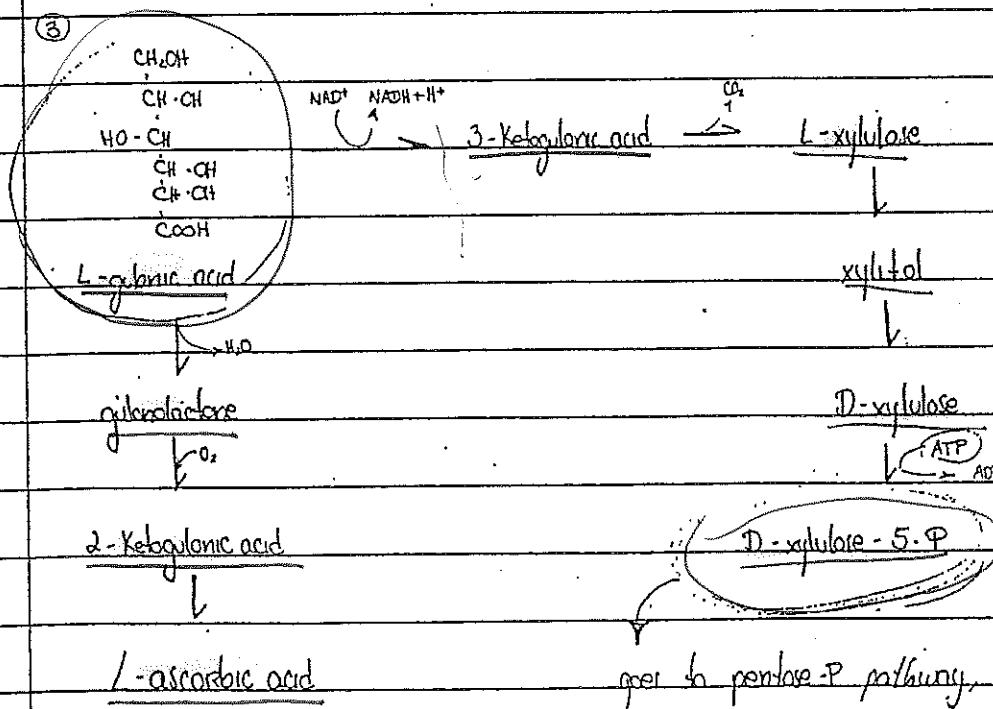 ③
CH₂OH
CH·OH
HO-CH
CH·OH
CH·OH
COOH
L-gulonic acid
NAD⁺ NADH+H⁺
3-Ketogulonic acid
CO₂
L-xylulose
xylitol
H₂O
gulonolactone
D-xylulose
O₂
ATP
AD
2-Ketogulonic acid
D-xylulose-5-P
L-ascorbic acid
goes to pentose-P pathway,